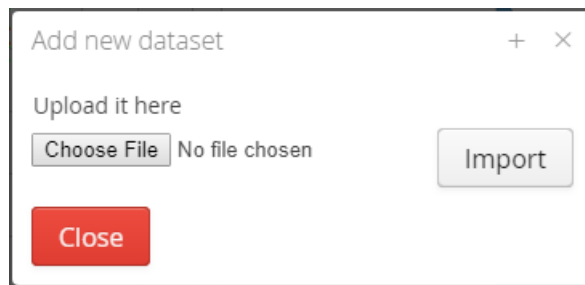 Add new dataset
Upload it here
Choose File No file chosen
Import
Close